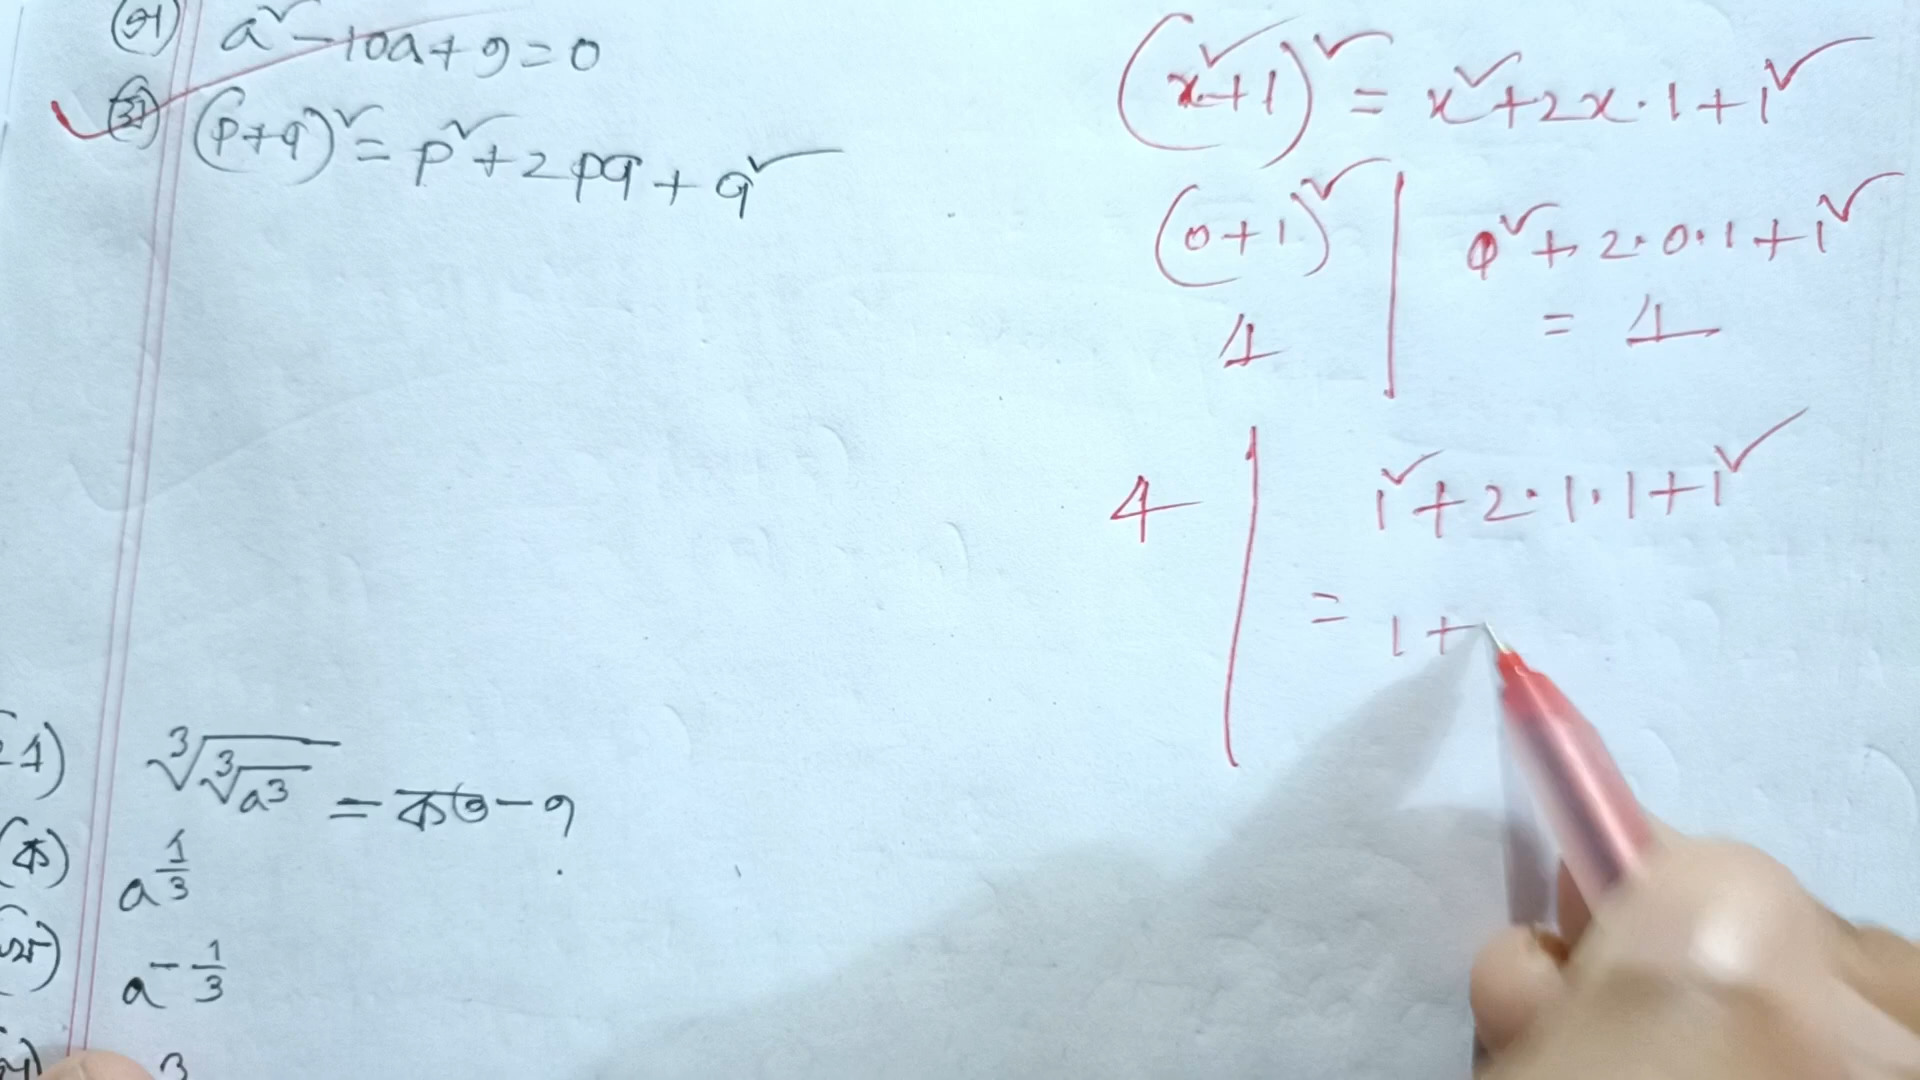 (গ) a² − 10a + 9 = 0
(ঘ) (p+q)² = p² + 2pq + q²
(x²+1)² = x² + 2x·1 + 1²
(0+1)² | 0² + 2·0·1 + 1²
1 | = 1
4 | 1² + 2·1·1 + 1²
= 1+
1) ∛(∛(a³)) = কত - ?
(ক) a^(1/3)
(খ) a^(−1/3)
3